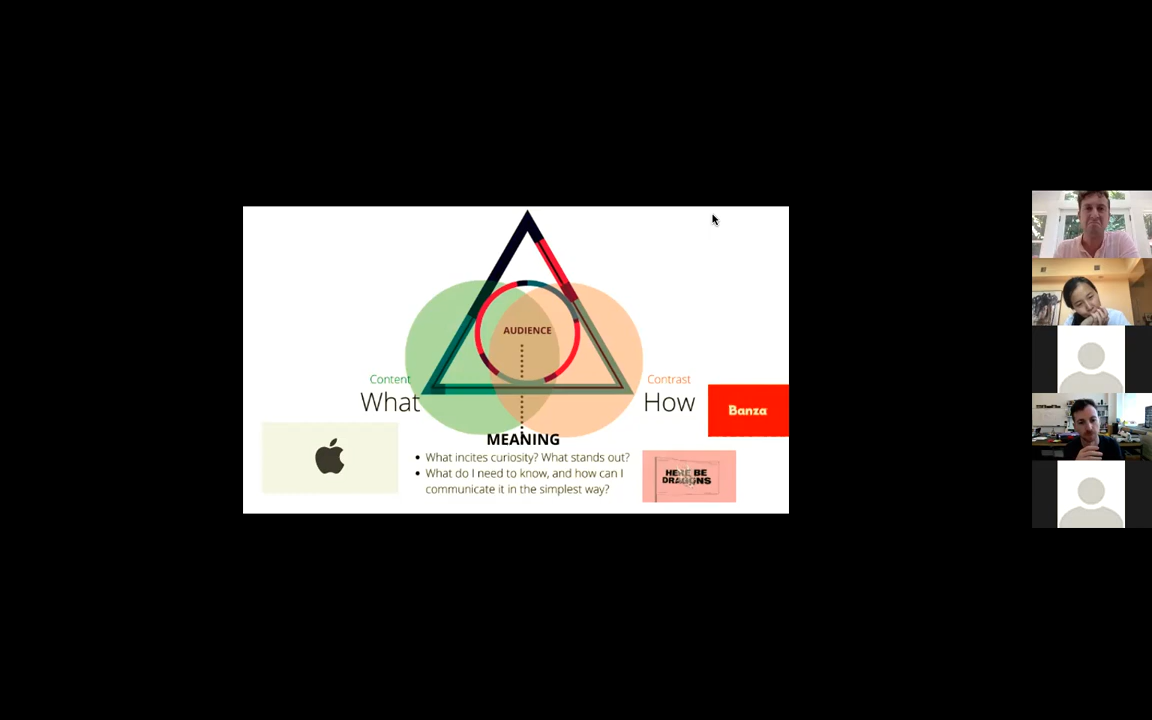 AUDIENCE
Content
What
Contrast
How
Banza
MEANING
What incites curiosity? What stands out?
What do I need to know, and how can I
communicate it in the simplest way?
HERE BE
DRAGONS